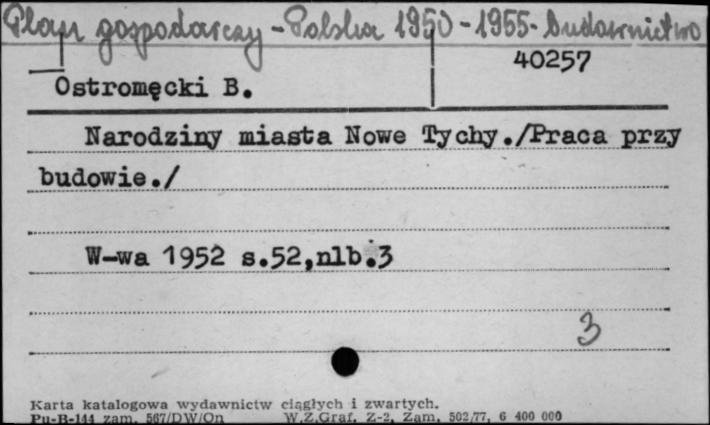 Plan gospodarczy - Polska 1950 - 1955 - Budownictwo
40257
Ostromęcki B.
Narodziny miasta Nowe Tychy./Praca przy
budowie./
W-wa 1952 s.52,nlb.3
3
Karta katalogowa wydawnictw ciągłych i zwartych.
Pu-B-144 zam. 567/DW/On W.Z.Graf. Z-2, Zam. 502/77, 6 400 000